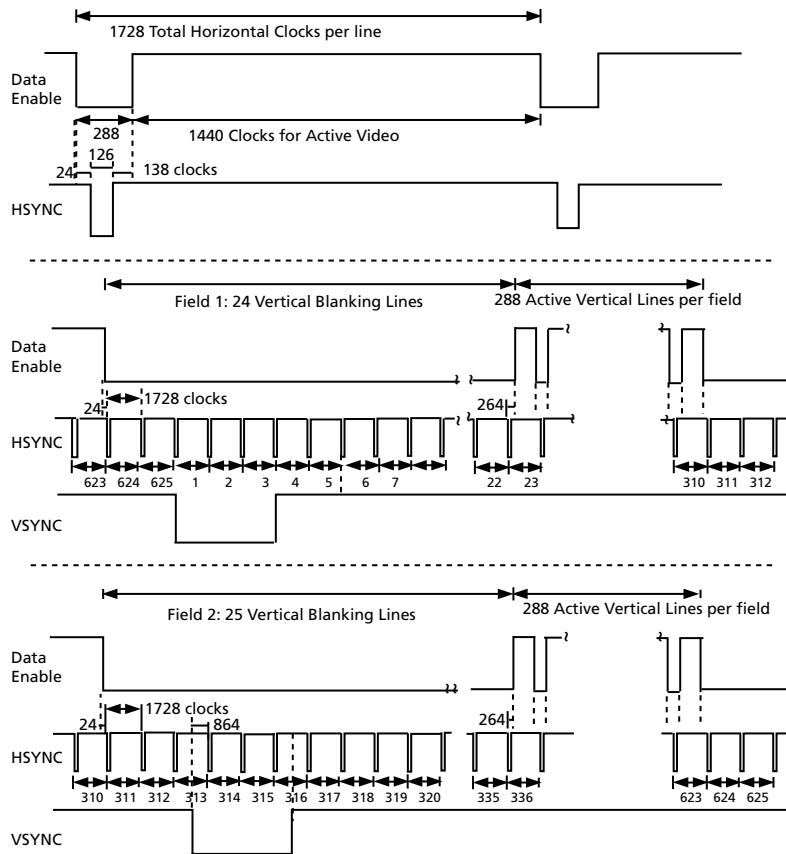 1728 Total Horizontal Clocks per line
Data
Enable
288
1440 Clocks for Active Video
126
24
138 clocks
HSYNC
Field 1: 24 Vertical Blanking Lines
288 Active Vertical Lines per field
Data
Enable
24
1728 clocks
264
HSYNC
623 624 625 1 2 3 4 5 6 7 22 23 310 311 312
VSYNC
Field 2: 25 Vertical Blanking Lines
288 Active Vertical Lines per field
Data
Enable
1728 clocks
24
864
264
HSYNC
310 311 312 313 314 315 316 317 318 319 320 335 336 623 624 625
VSYNC